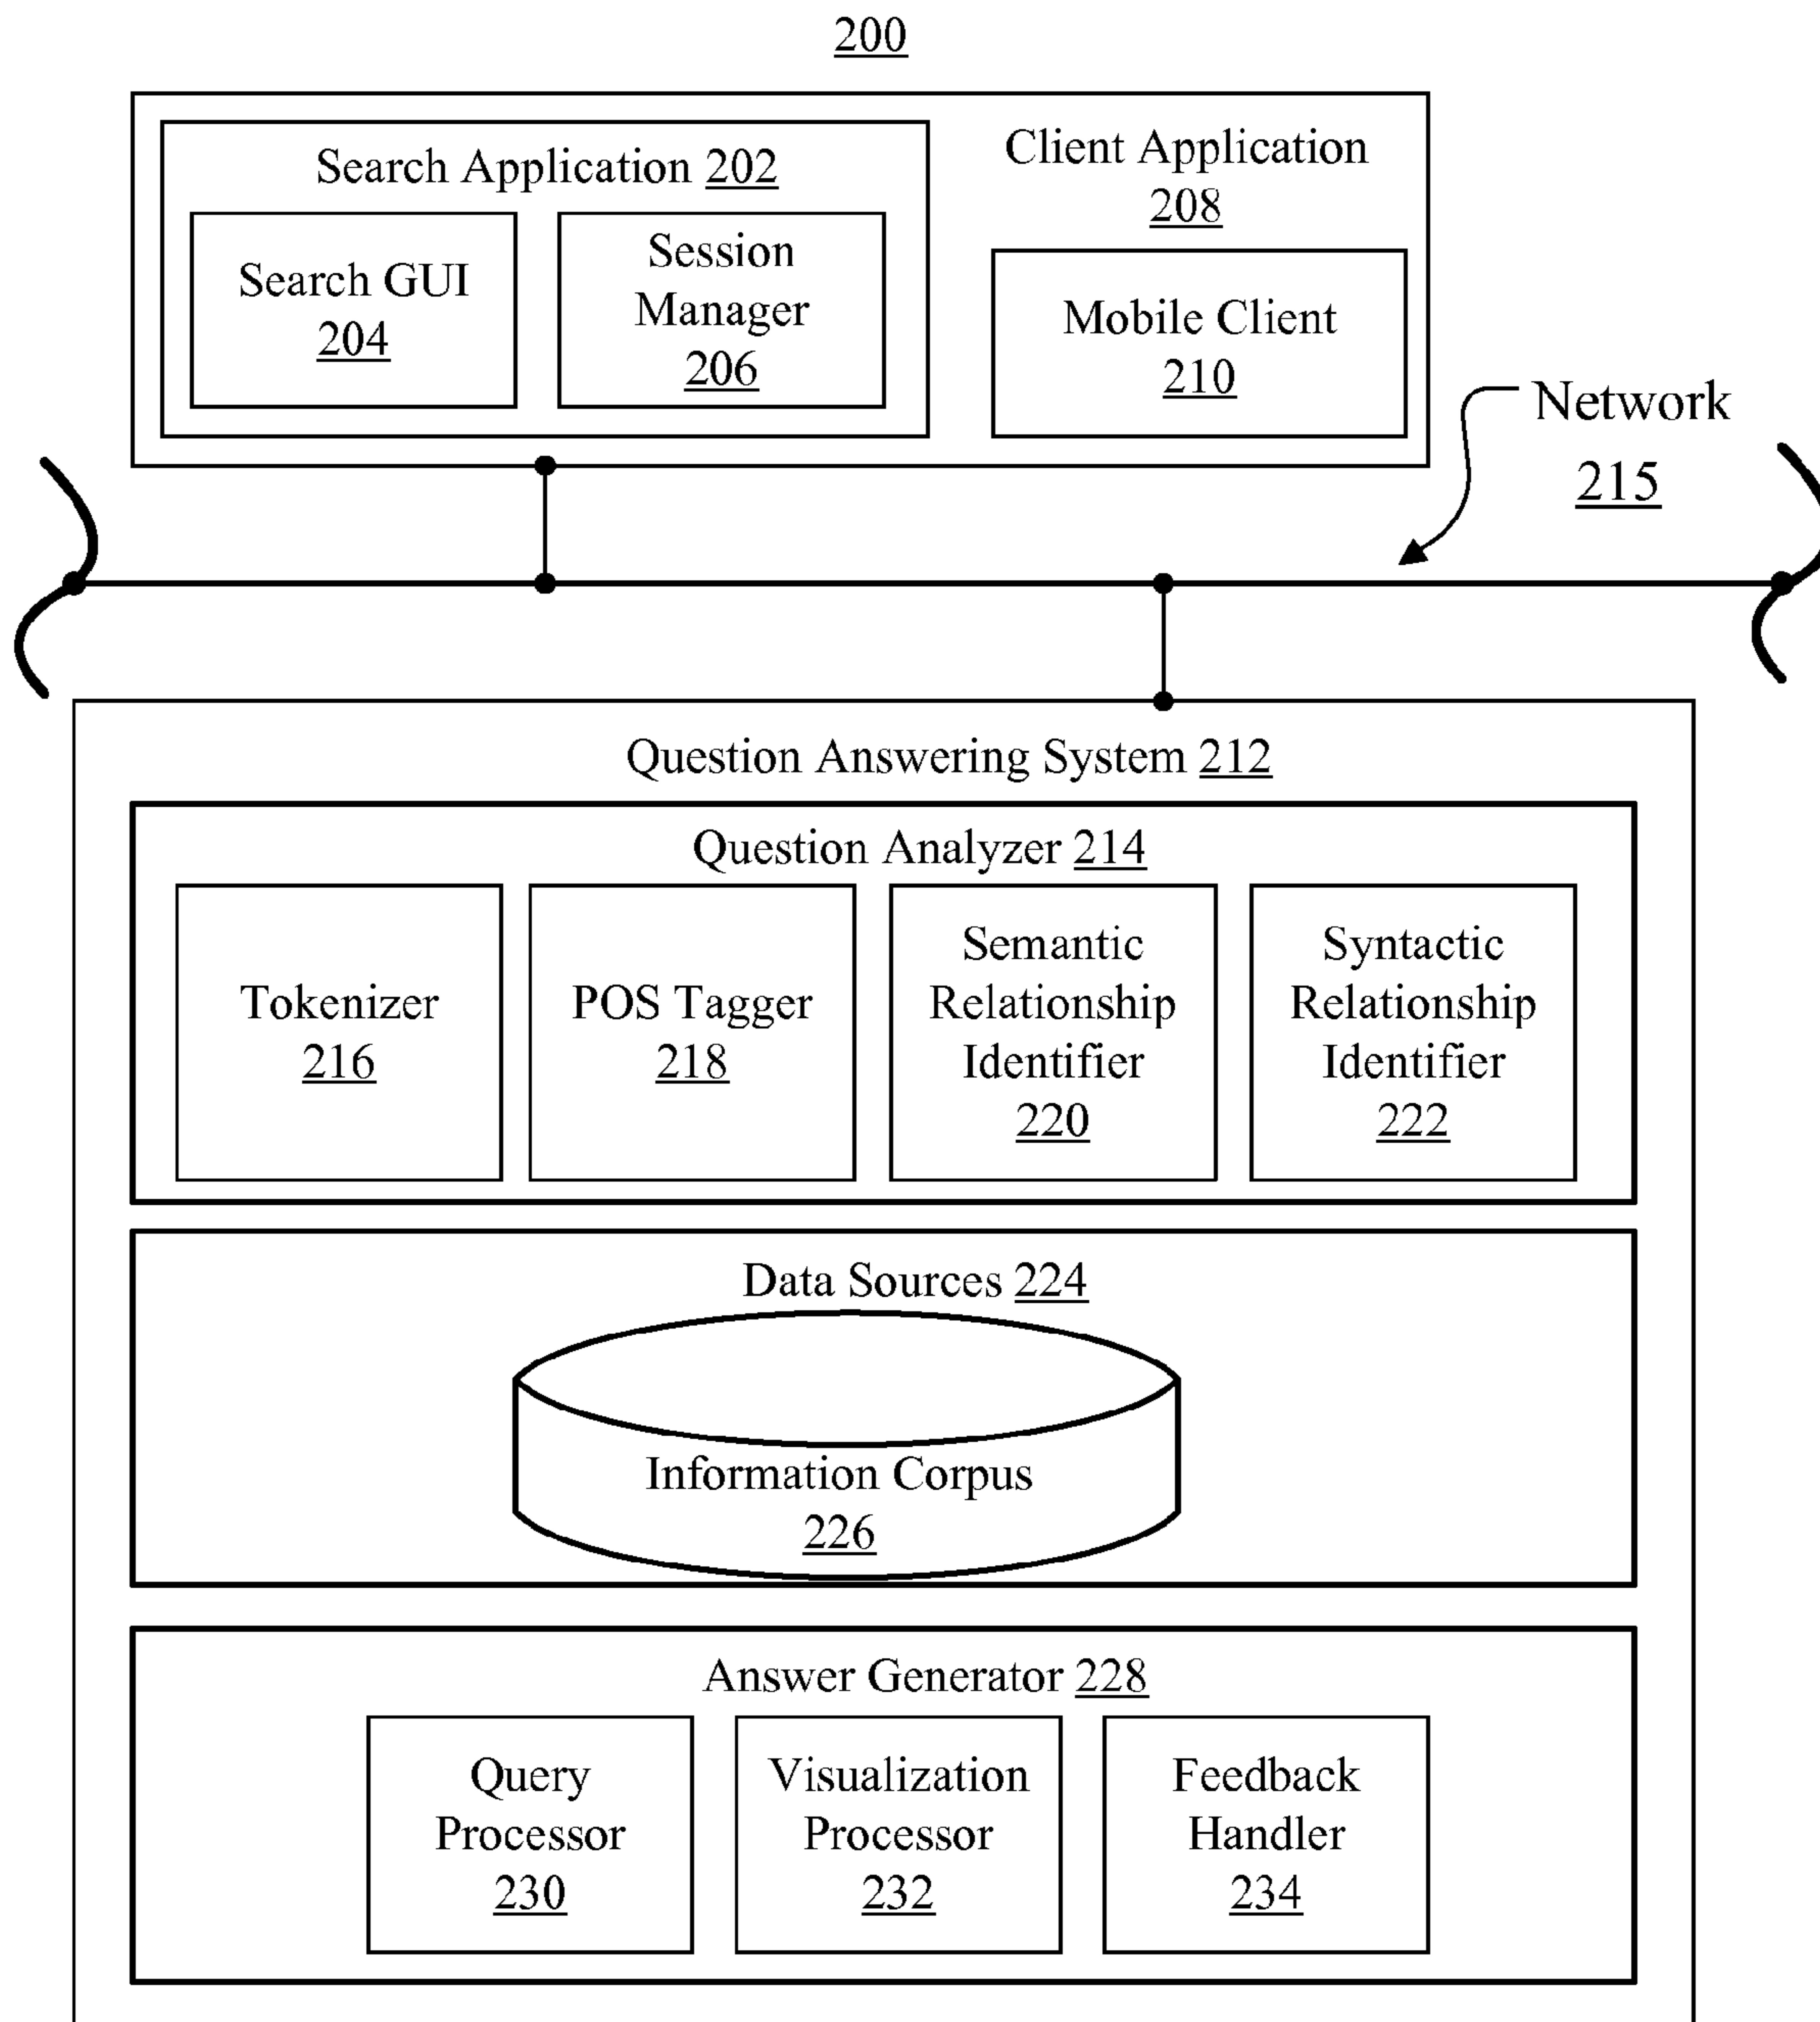 200
Search Application 202
Search GUI
204
Session
Manager
206
Client Application
208
Mobile Client
210
Network
215
Question Answering System 212
Question Analyzer 214
Tokenizer
216
POS Tagger
218
Semantic
Relationship
Identifier
220
Syntactic
Relationship
Identifier
222
Data Sources 224
Information Corpus
226
Answer Generator 228
Query
Processor
230
Visualization
Processor
232
Feedback
Handler
234